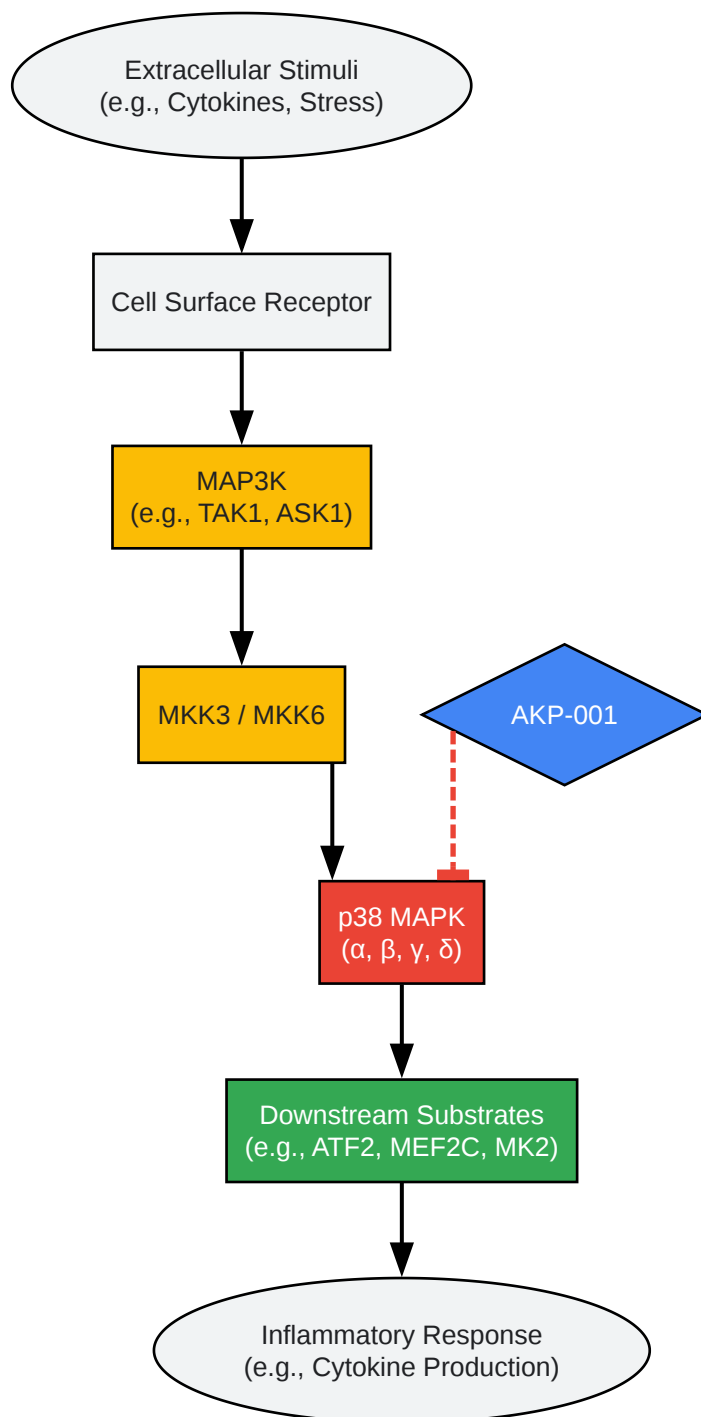 Extracellular Stimuli
(e.g., Cytokines, Stress)
Cell Surface Receptor
MAP3K
(e.g., TAK1, ASK1)
MKK3 / MKK6
AKP-001
p38 MAPK
(α, β, γ, δ)
Downstream Substrates
(e.g., ATF2, MEF2C, MK2)
Inflammatory Response
(e.g., Cytokine Production)